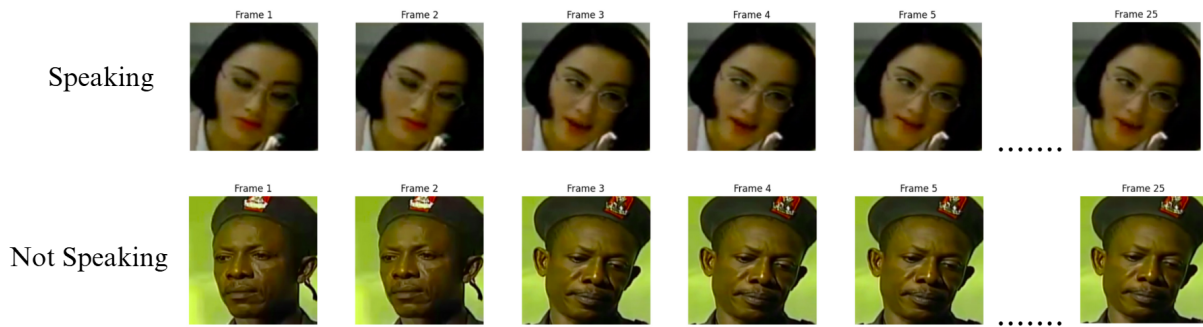 Frame 1 Frame 2 Frame 3 Frame 4 Frame 5 Frame 25
Speaking
.......
Frame 1 Frame 2 Frame 3 Frame 4 Frame 5 Frame 25
Not Speaking
.......